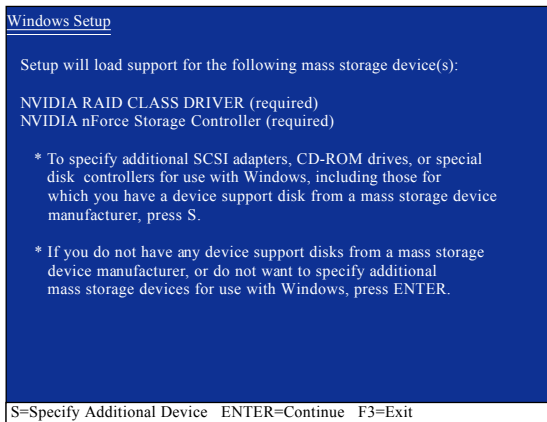 Windows Setup
Setup will load support for the following mass storage device(s):
NVIDIA RAID CLASS DRIVER (required)
NVIDIA nForce Storage Controller (required)
* To specify additional SCSI adapters, CD-ROM drives, or special
disk controllers for use with Windows, including those for
which you have a device support disk from a mass storage device
manufacturer, press S.
* If you do not have any device support disks from a mass storage
device manufacturer, or do not want to specify additional
mass storage devices for use with Windows, press ENTER.
S=Specify Additional Device ENTER=Continue F3=Exit